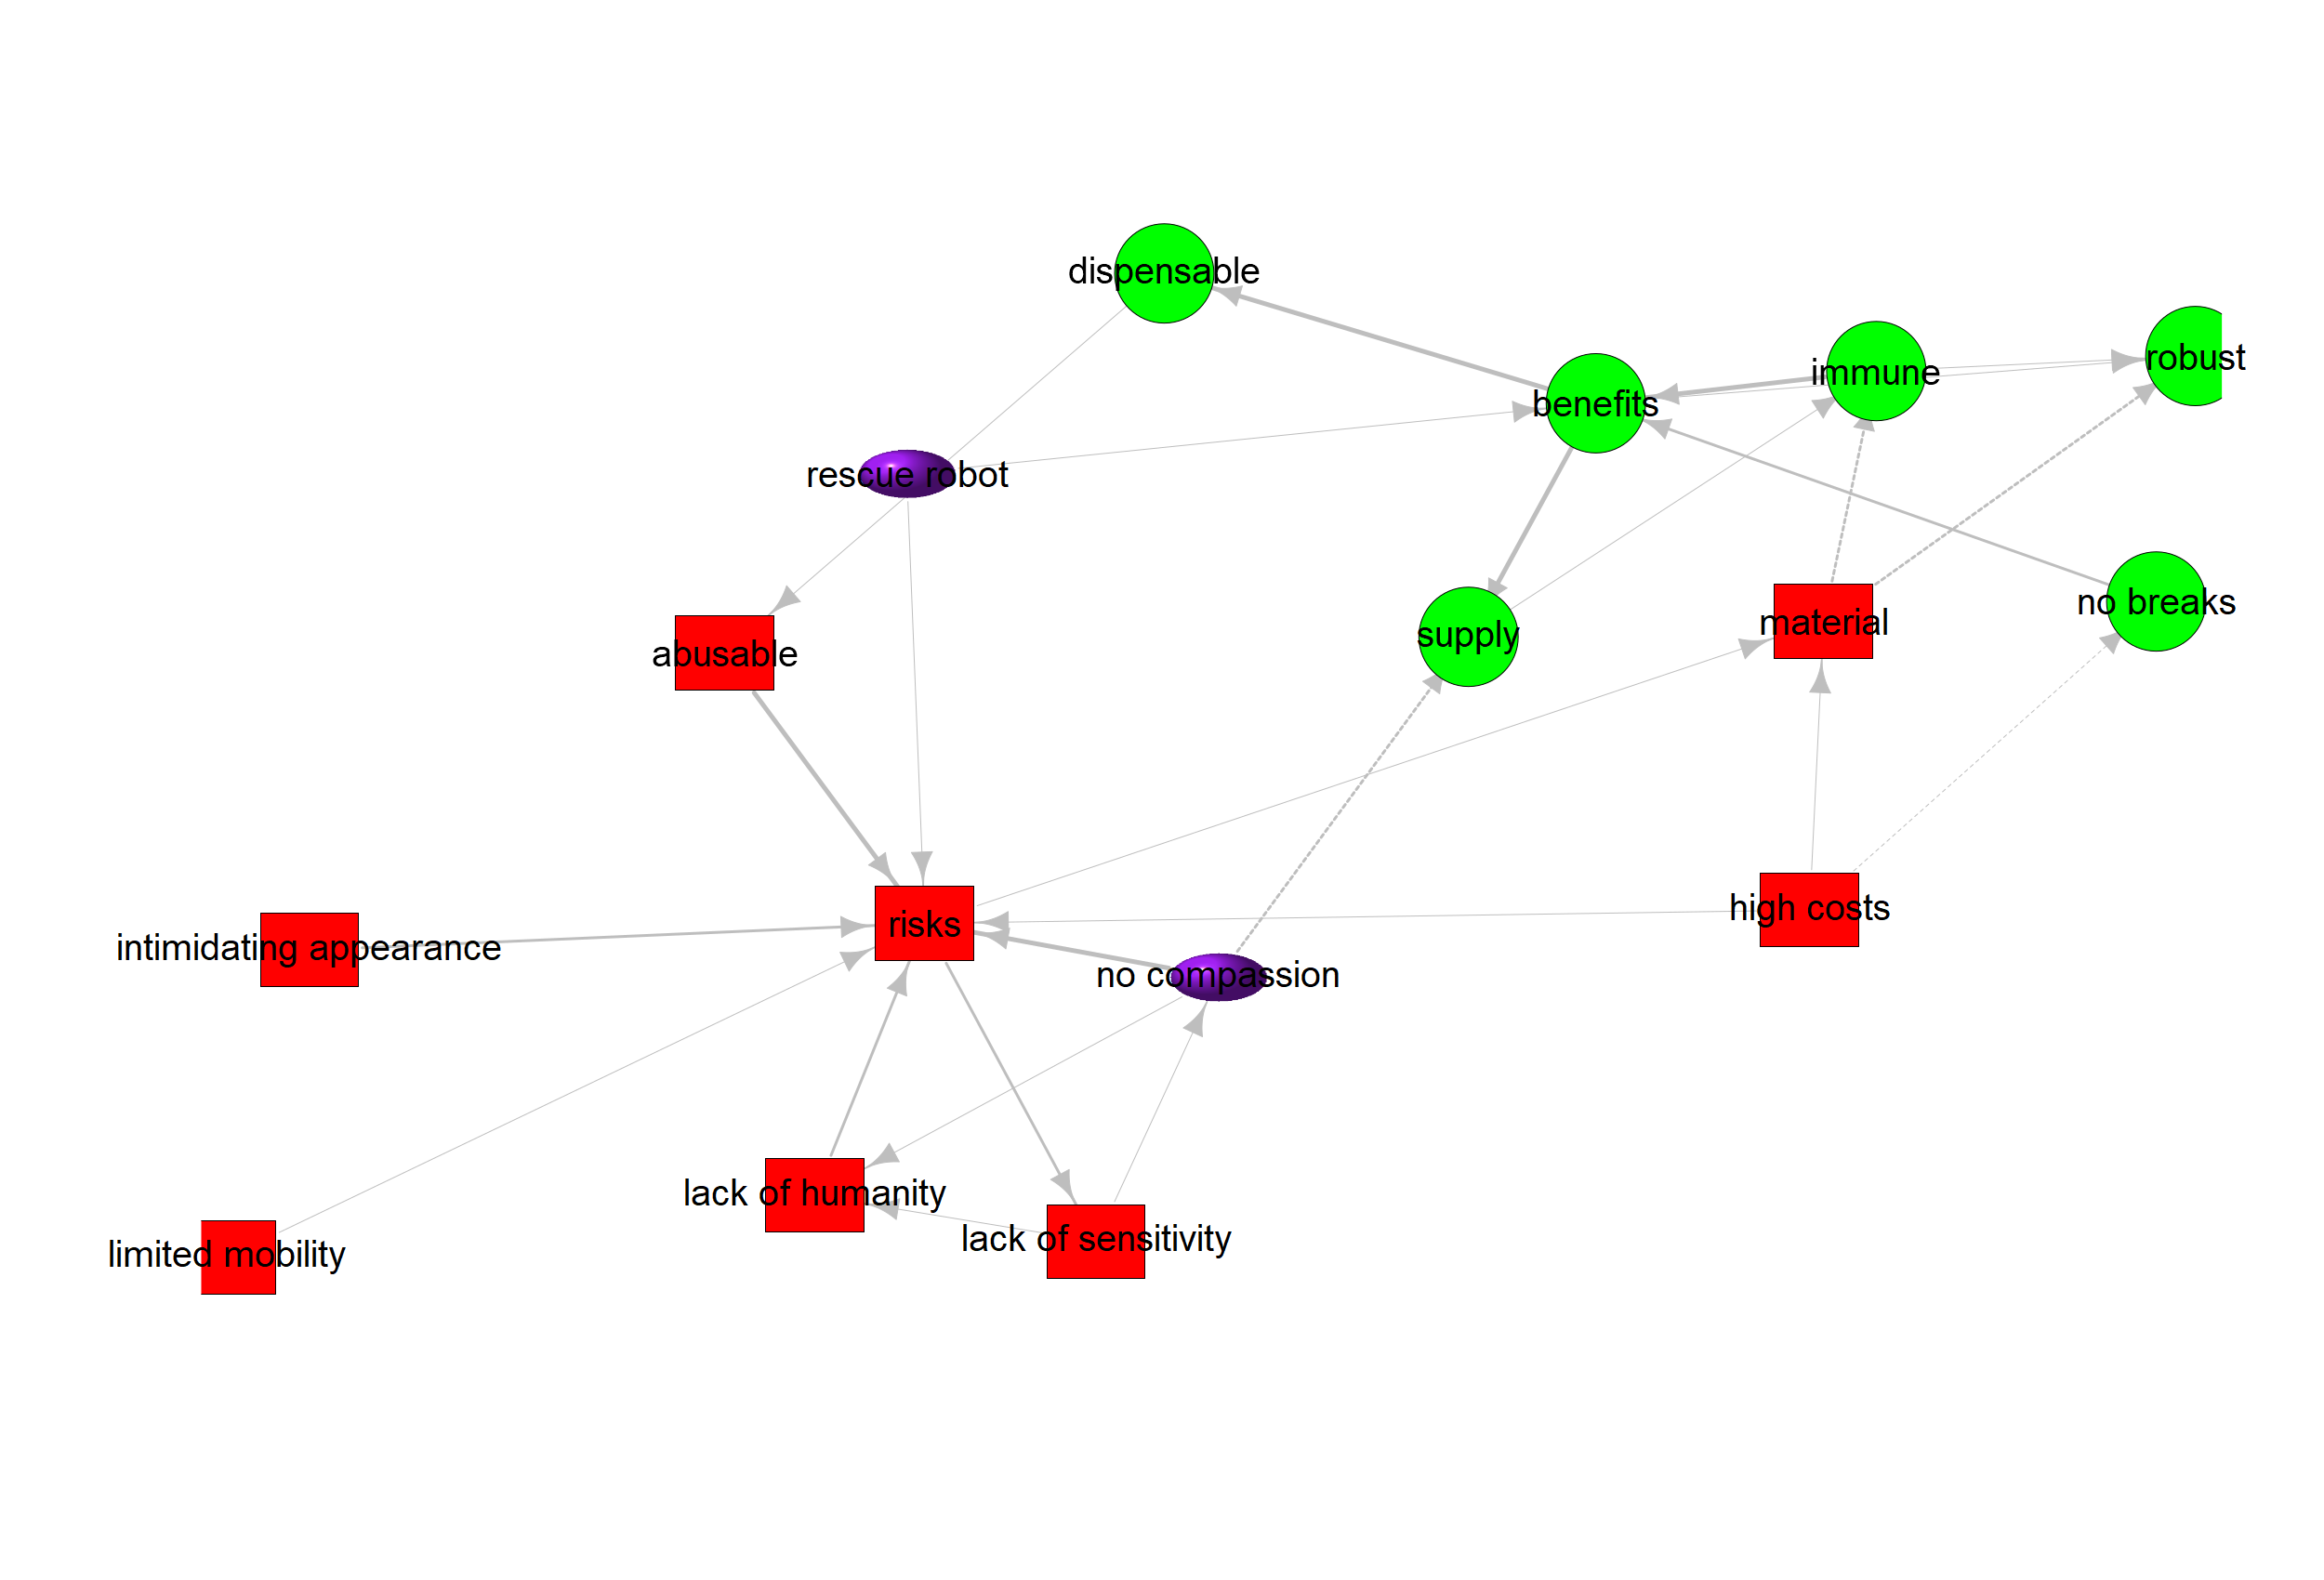 dispensable
robust
immune
benefits
rescue robot
no breaks
material
supply
abusable
high costs
risks
intimidating appearance
no compassion
lack of humanity
lack of sensitivity
limited mobility